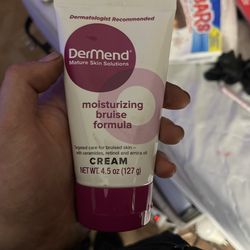 Dermatologist Recommended
DerMend®
Mature Skin Solutions
moisturizing
bruise
formula
Targeted care for bruised skin –
with ceramides, retinol and arnica oil
CREAM
NET WT. 4.5 oz (127 g)
BARS